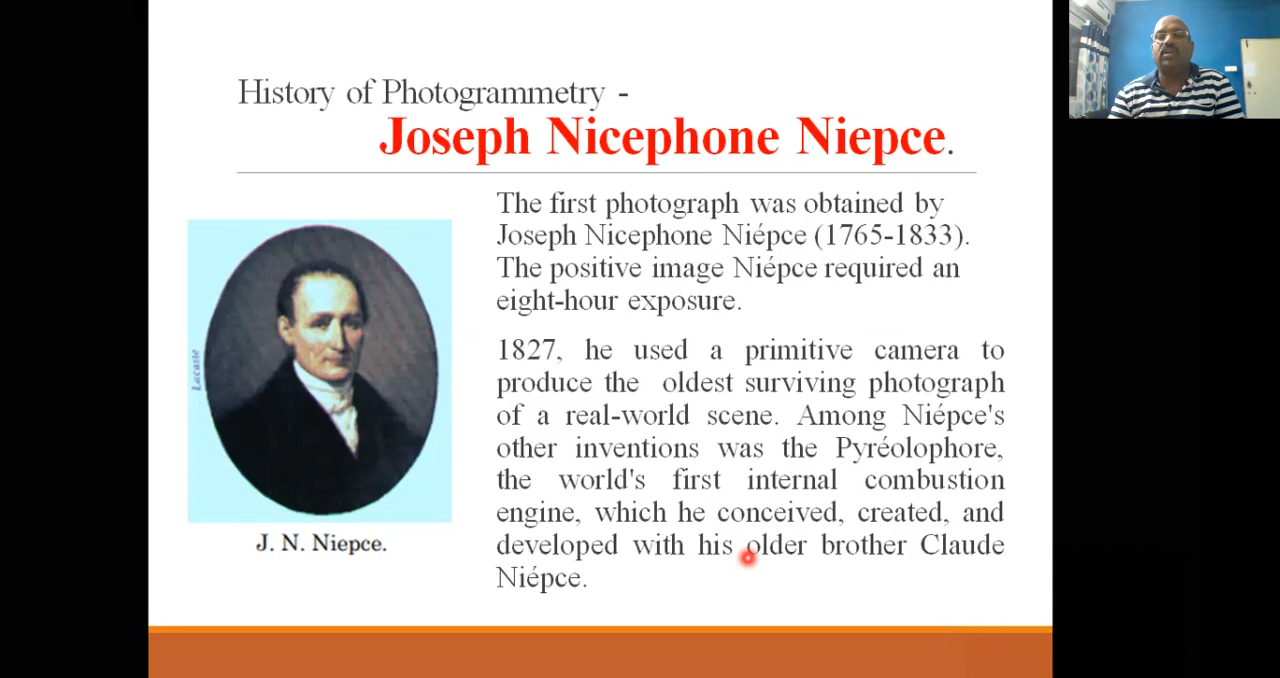 History of Photogrammetry -
Joseph Nicephone Niepce.
The first photograph was obtained by
Joseph Nicephone Niépce (1765-1833).
The positive image Niépce required an
eight-hour exposure.
1827, he used a primitive camera to
produce the oldest surviving photograph
of a real-world scene. Among Niépce's
other inventions was the Pyréolophore,
the world's first internal combustion
engine, which he conceived, created, and
developed with his older brother Claude
Niépce.
Lacasse
J. N. Niepce.